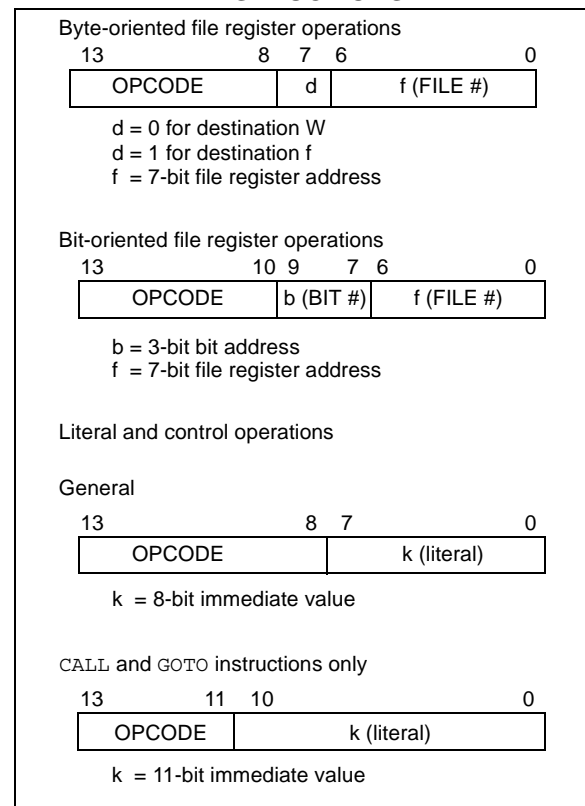 Byte-oriented file register operations
13 8 7 6 0
OPCODE d f (FILE #)
d = 0 for destination W
d = 1 for destination f
f = 7-bit file register address
Bit-oriented file register operations
13 10 9 7 6 0
OPCODE b (BIT #) f (FILE #)
b = 3-bit bit address
f = 7-bit file register address
Literal and control operations
General
13 8 7 0
OPCODE k (literal)
k = 8-bit immediate value
CALL and GOTO instructions only
13 11 10 0
OPCODE k (literal)
k = 11-bit immediate value